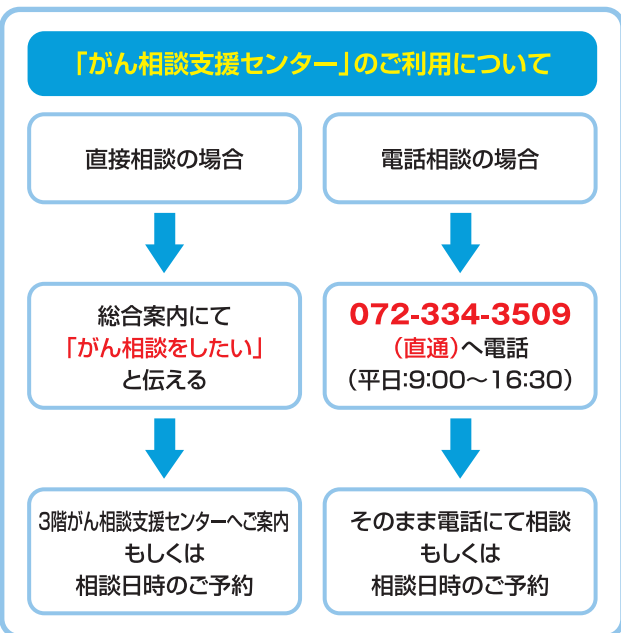 「がん相談支援センター」のご利用について
直接相談の場合
総合案内にて
「がん相談をしたい」
と伝える
3階がん相談支援センターへご案内
もしくは
相談日時のご予約
電話相談の場合
072-334-3509
（直通）へ電話
（平日:9:00〜16:30）
そのまま電話にて相談
もしくは
相談日時のご予約